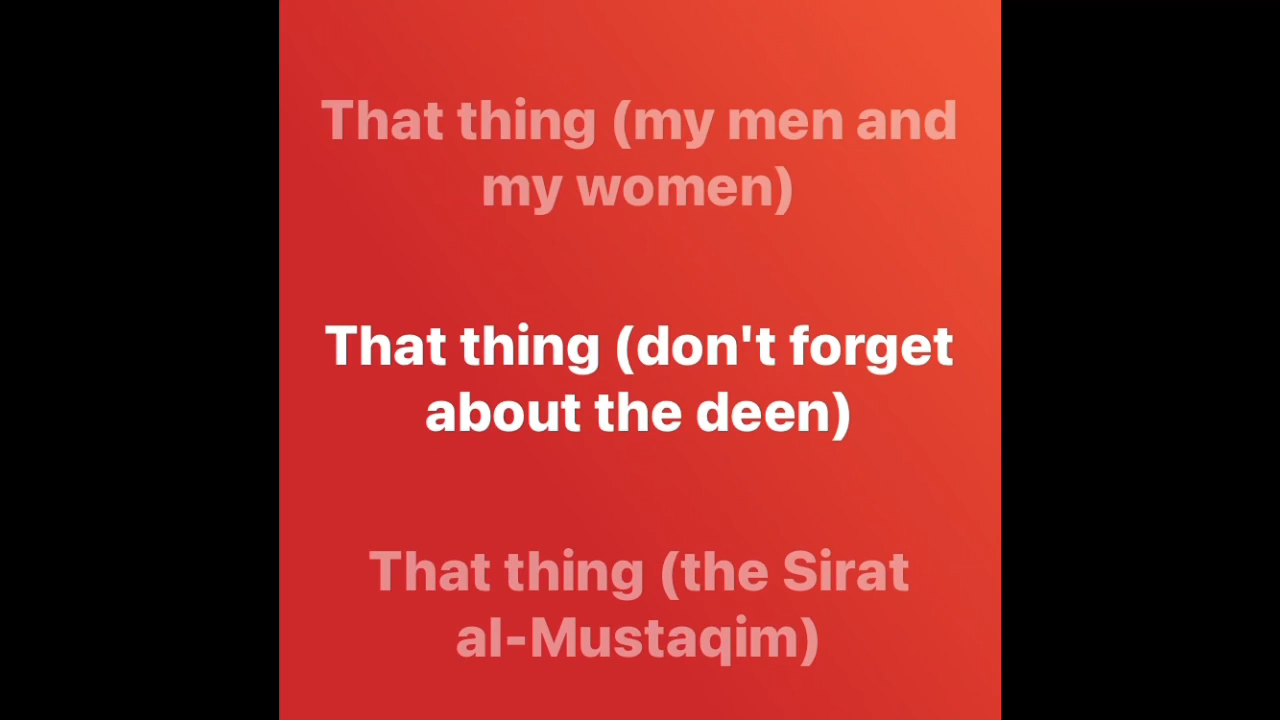 That thing (my men and
my women)
That thing (don't forget
about the deen)
That thing (the Sirat
al-Mustaqim)